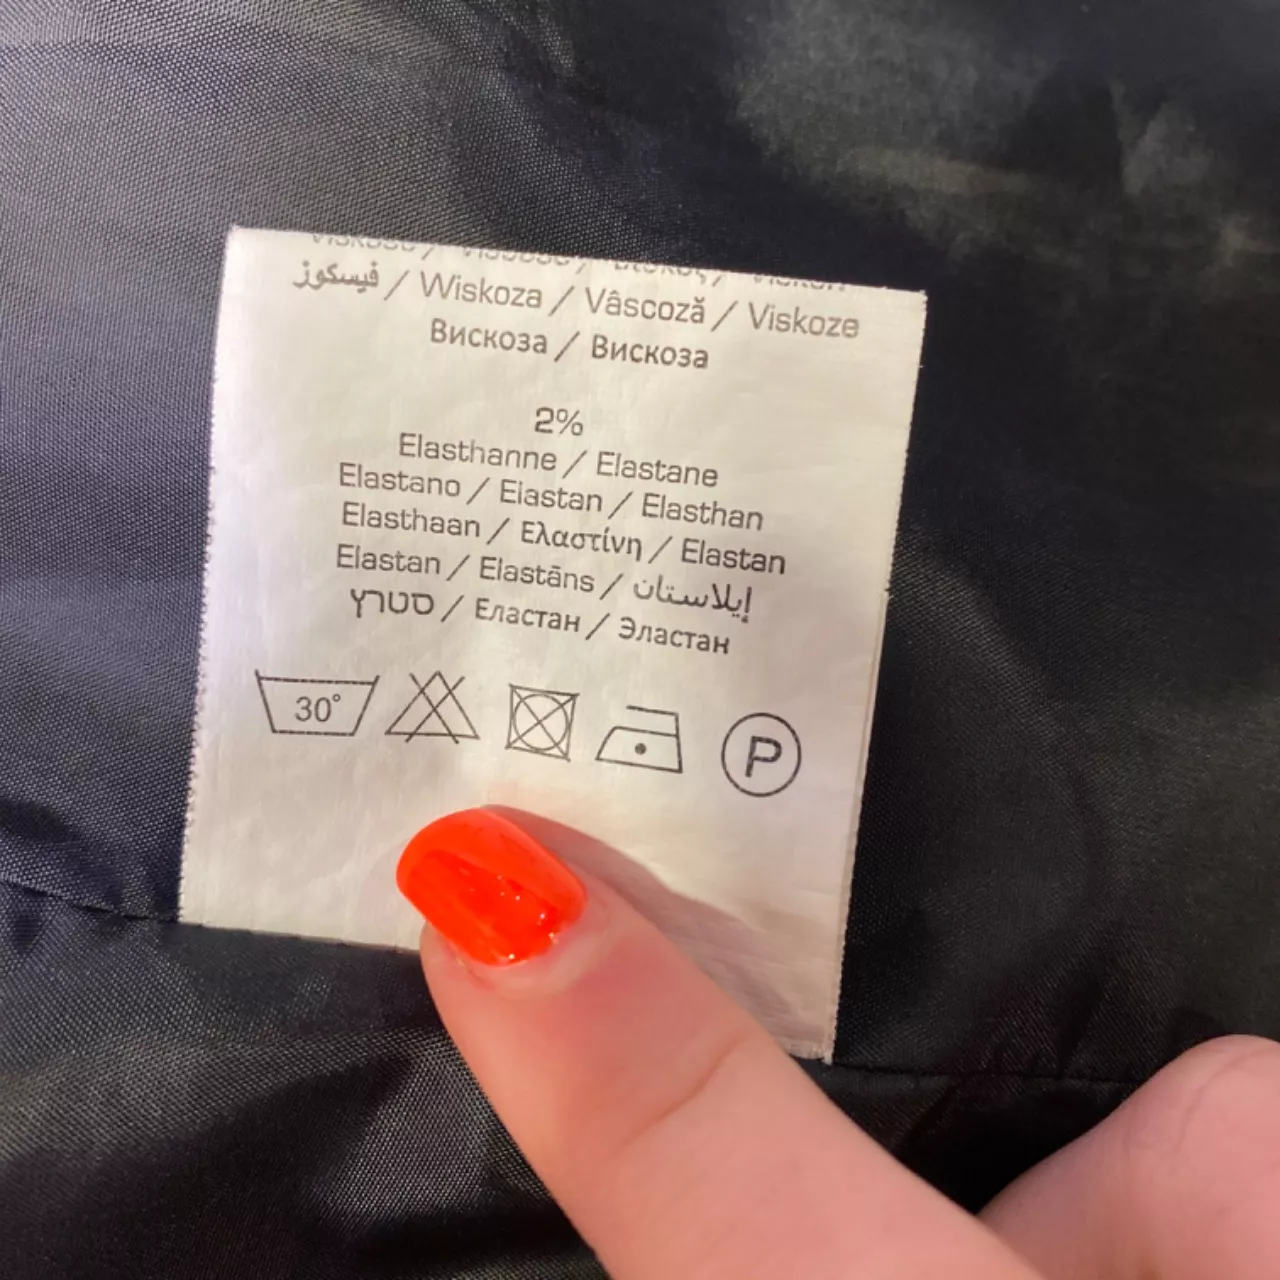 فيسكوز / Wiskoza / Vâscoză / Viskoze
Вискоза / Вискоза
2%
Elasthanne / Elastane
Elastano / Elastan / Elasthan
Elasthaan / Ελαστίνη / Elastan
Elastan / Elastāns / إيلاستان
סטרץ / Еластан / Эластан
30°
P